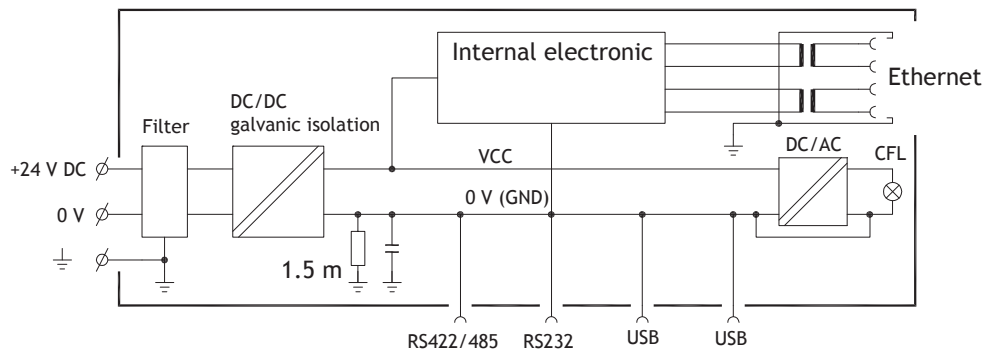 Internal electronic
Ethernet
DC/DC
galvanic isolation
Filter
+24 V DC
VCC
DC/AC
CFL
0 V
0 V (GND)
1.5 m
RS422/485
RS232
USB
USB